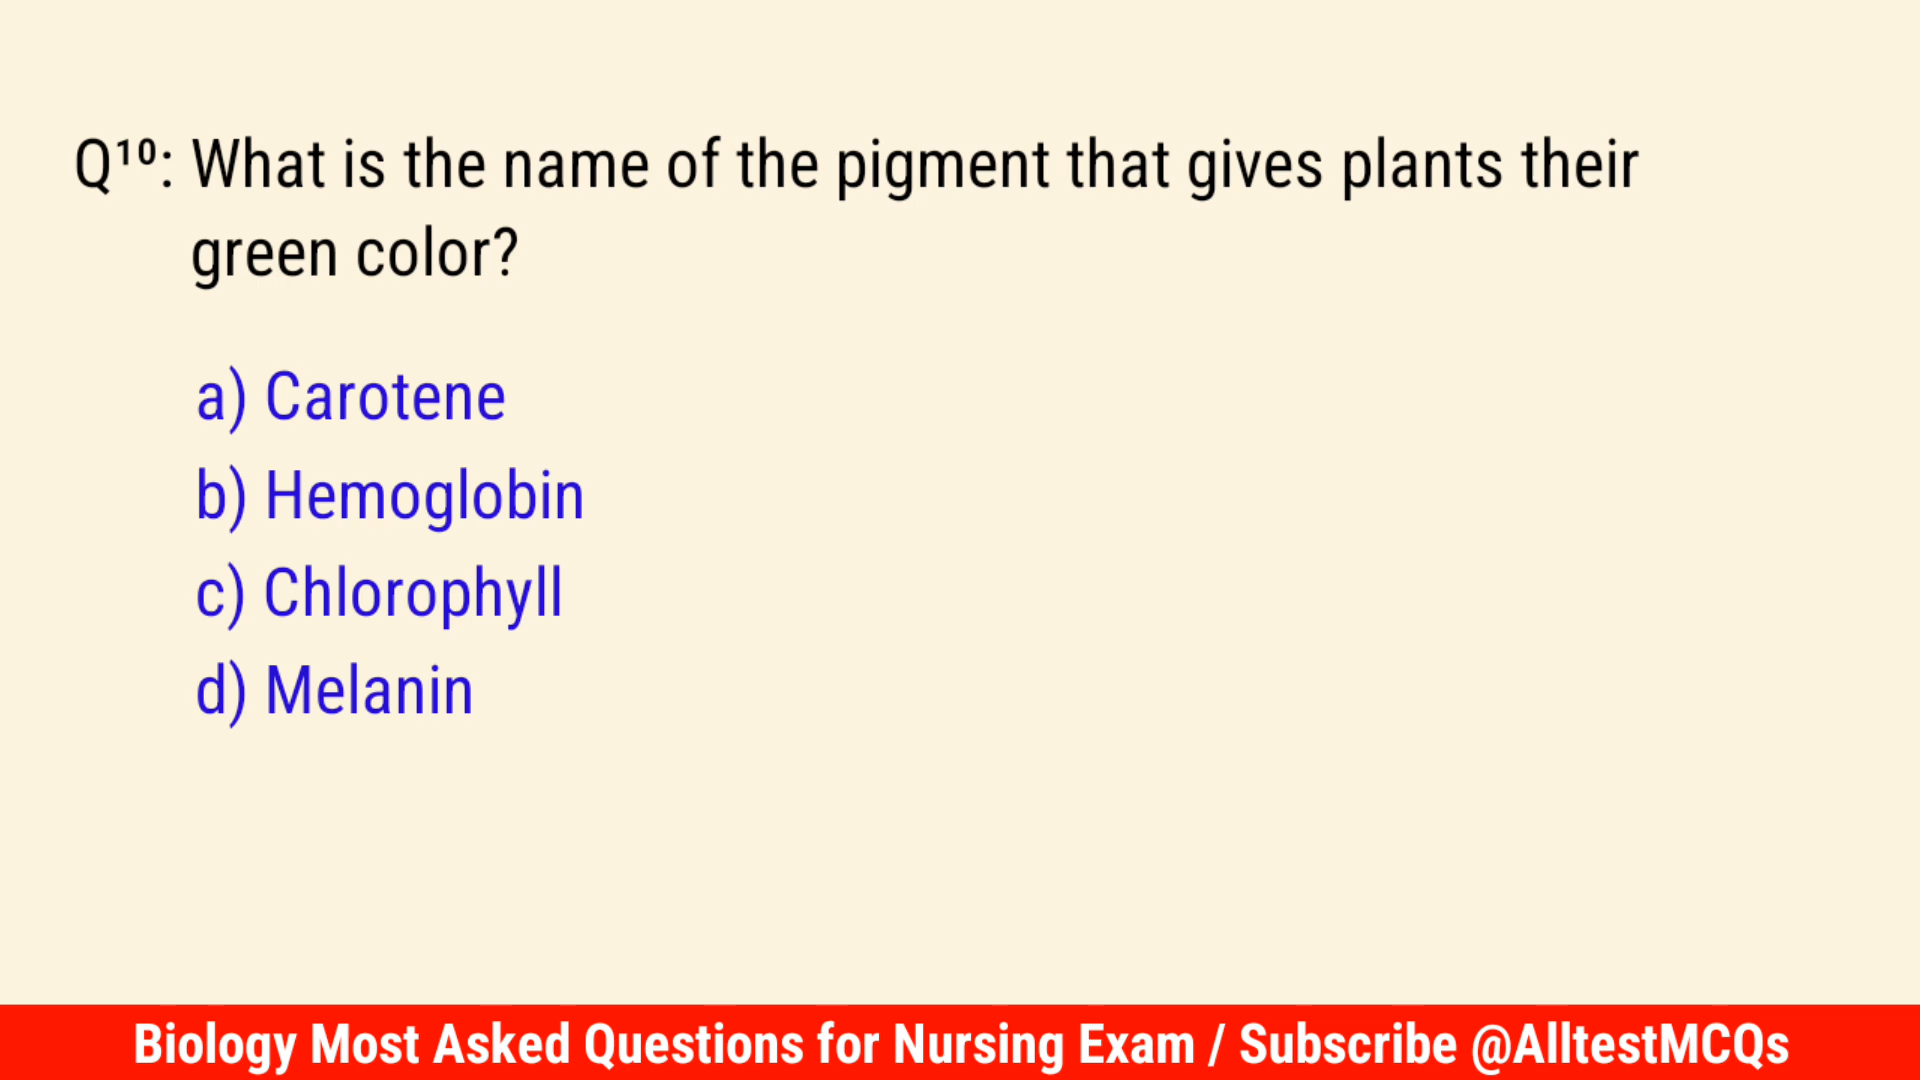 Q¹⁰: What is the name of the pigment that gives plants their
green color?
a) Carotene
b) Hemoglobin
c) Chlorophyll
d) Melanin
Biology Most Asked Questions for Nursing Exam / Subscribe @AlltestMCQs